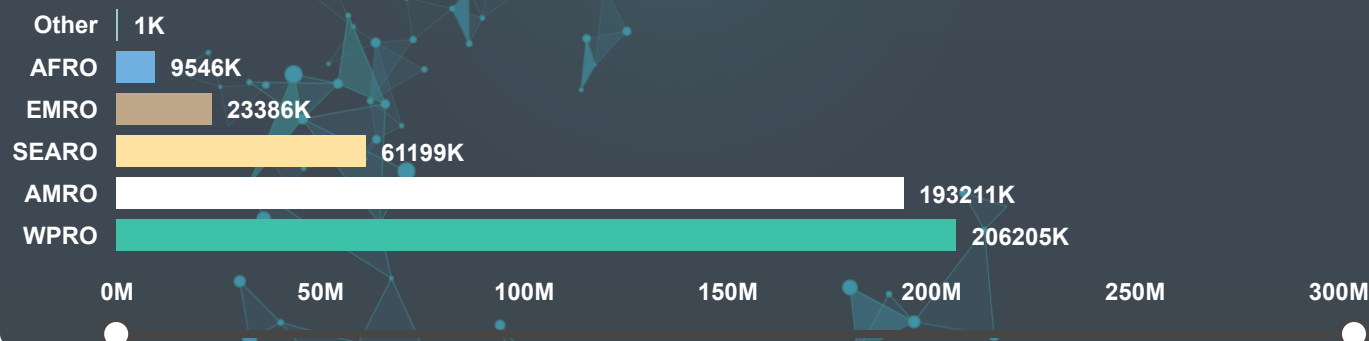 Other 1K
AFRO 9546K
EMRO 23386K
SEARO 61199K
AMRO 193211K
WPRO 206205K
0M 50M 100M 150M 200M 250M 300M